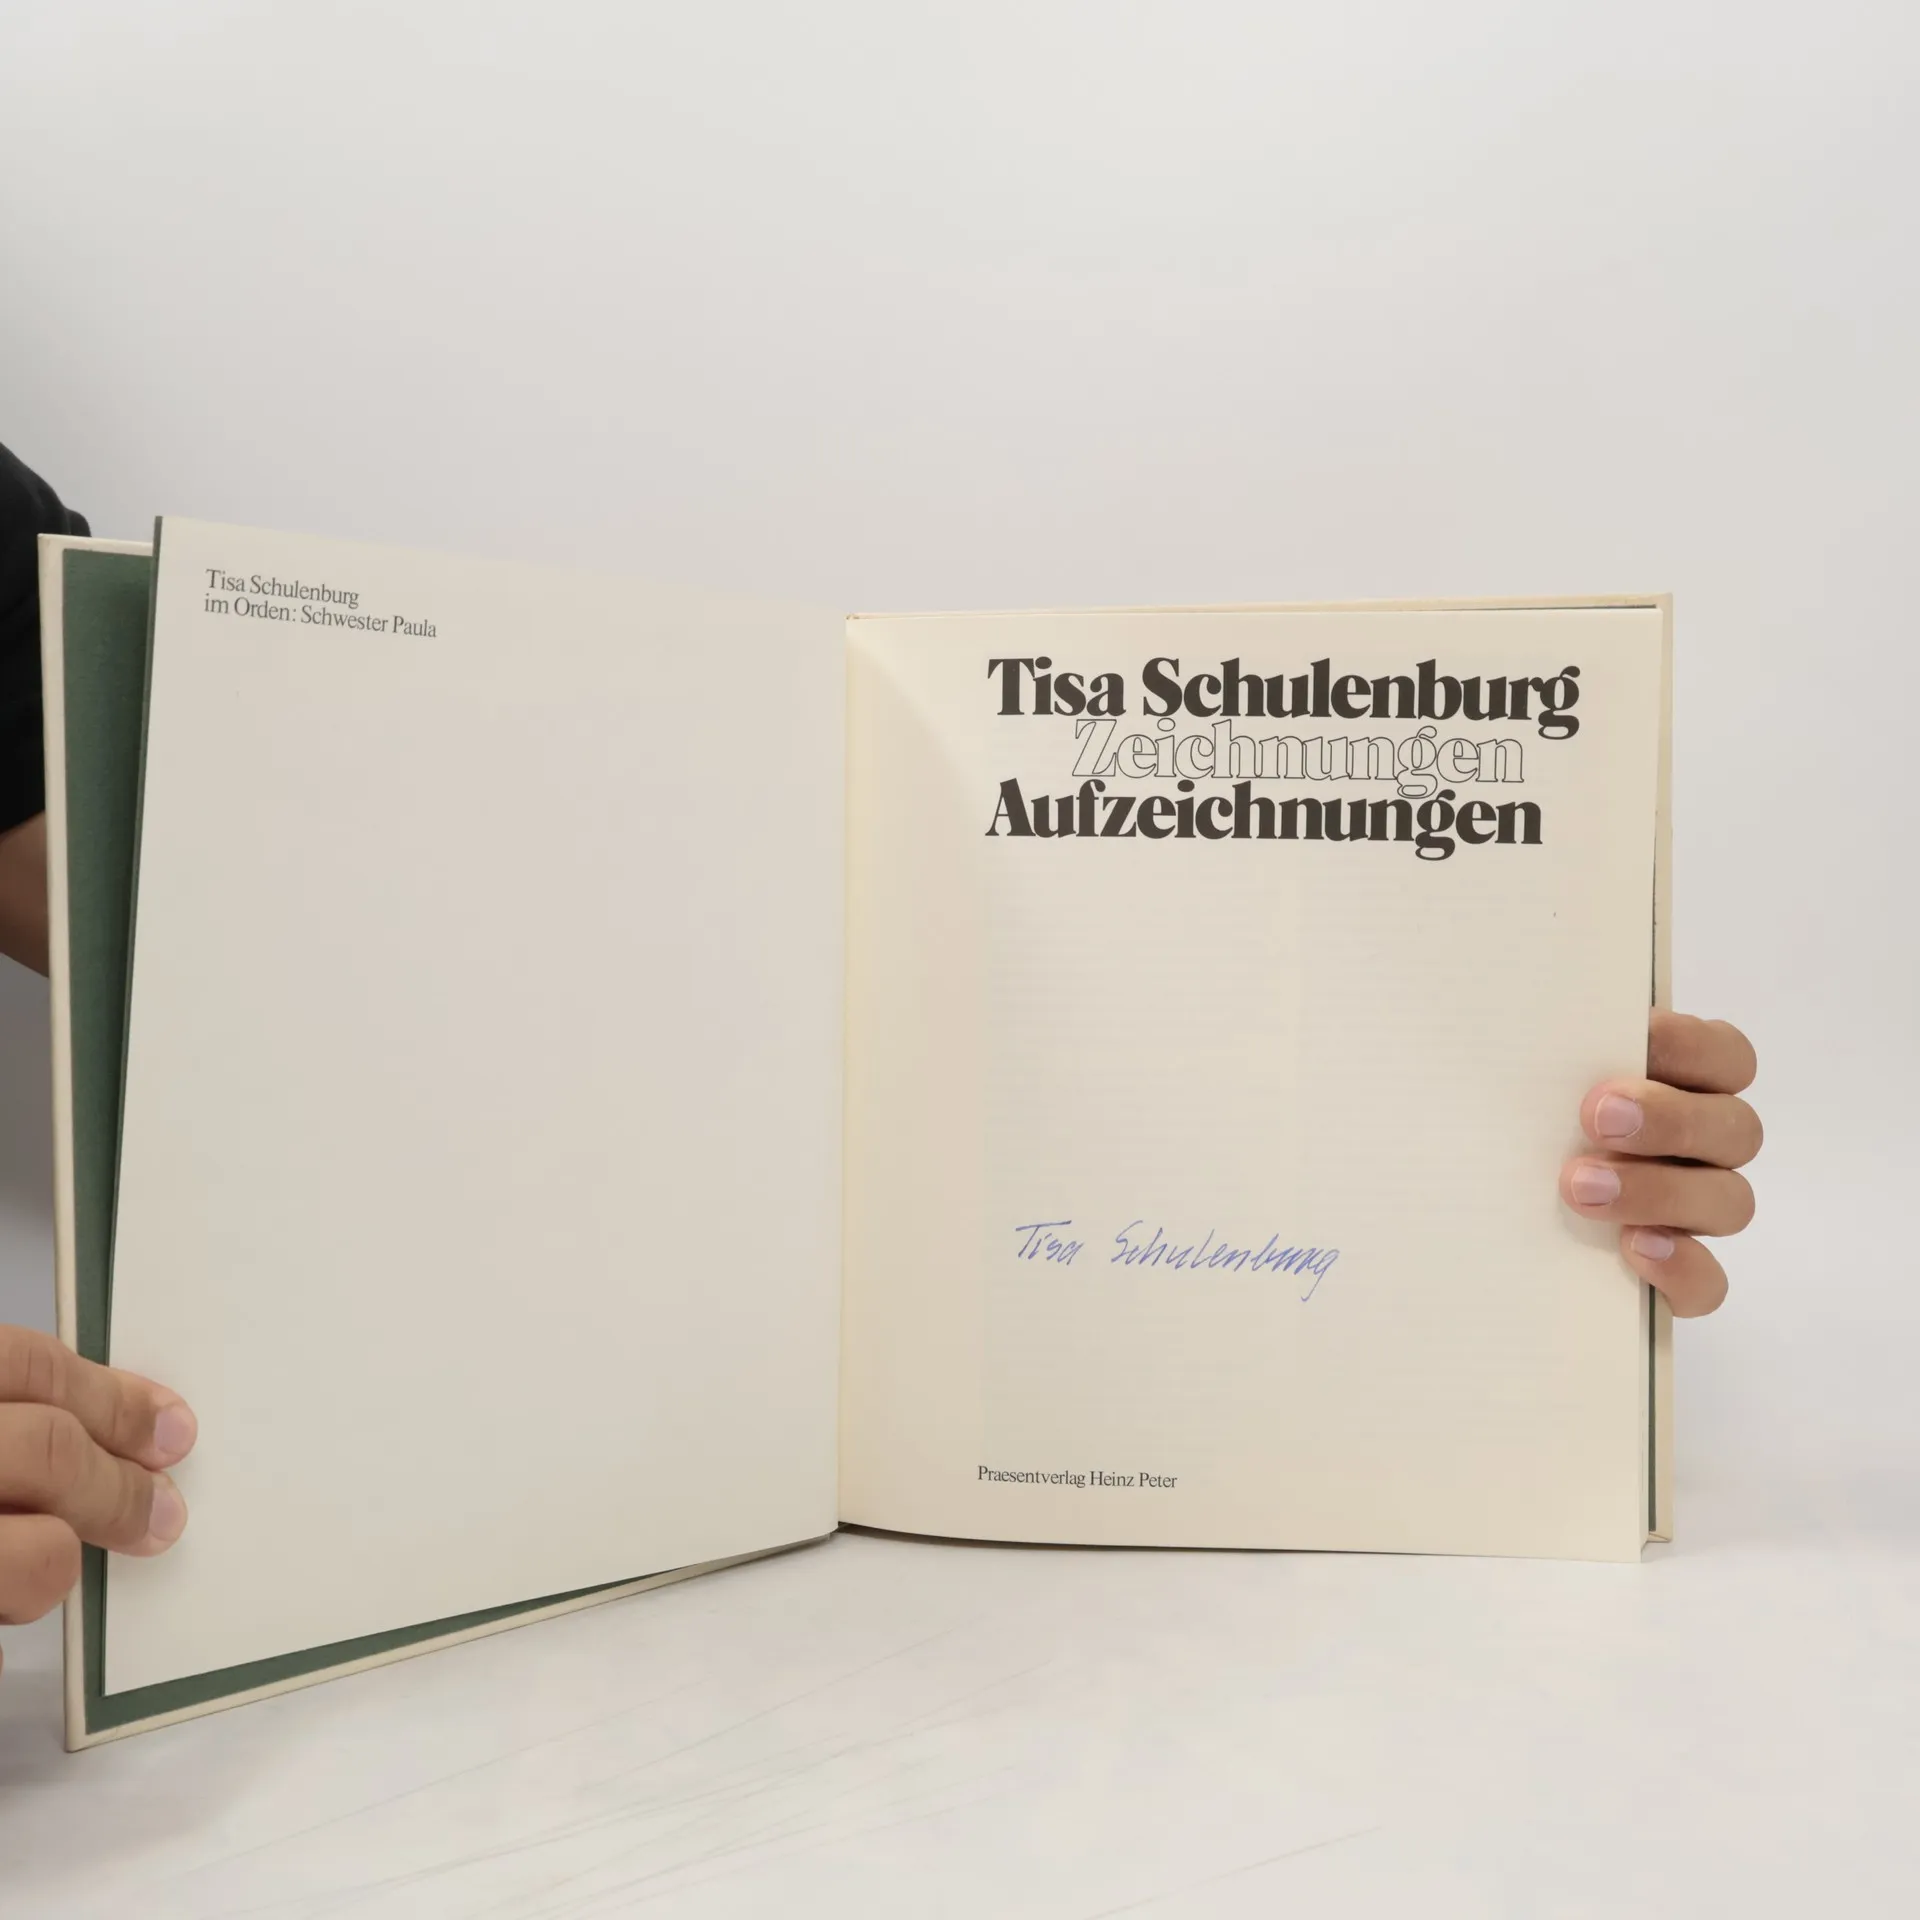 Tisa Schulenburg
im Orden: Schwester Paula
Tisa Schulenburg
Zeichnungen
Aufzeichnungen
Tisa Schulenburg
Praesentverlag Heinz Peter